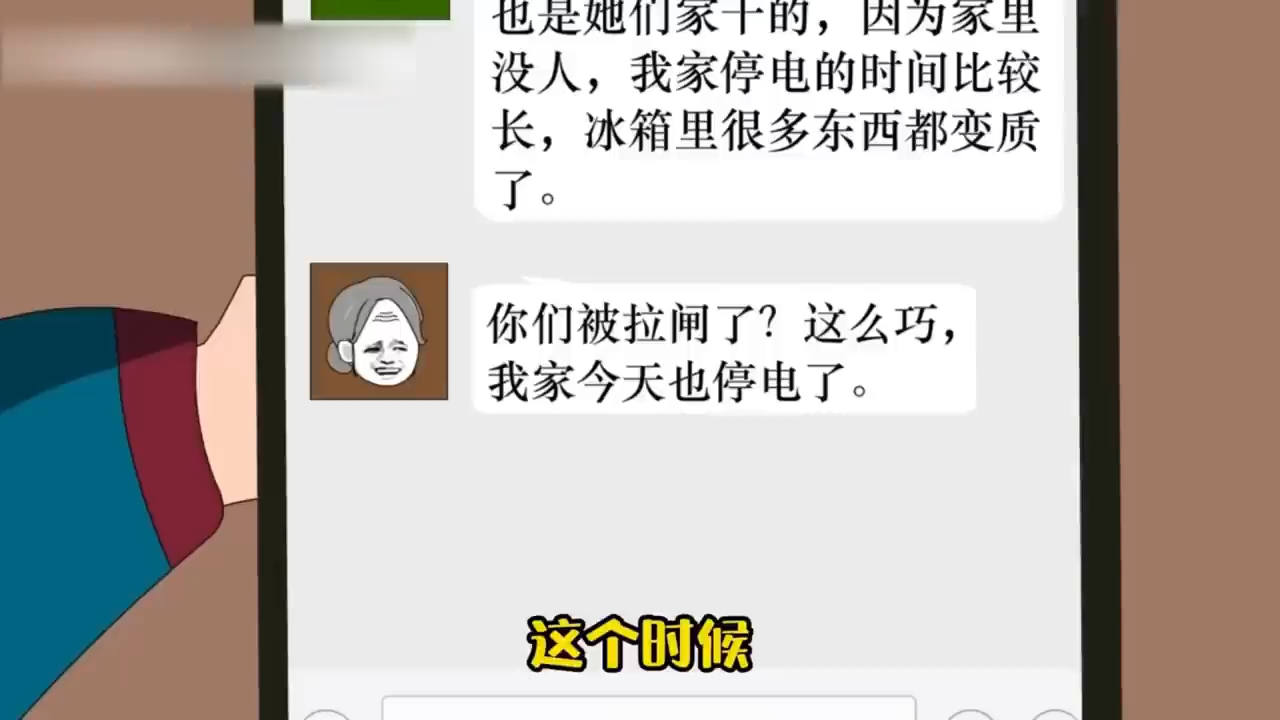 也是她们家干的，因为家里
没人，我家停电的时间比较
长，冰箱里很多东西都变质
了。
你们被拉闸了？这么巧，
我家今天也停电了。
这个时候